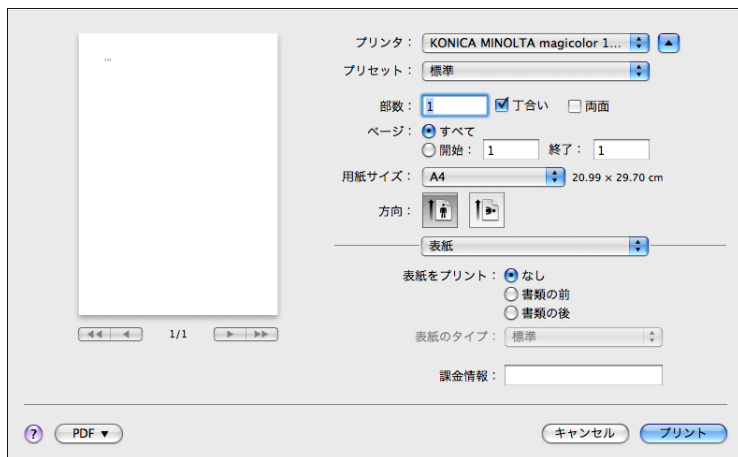 プリンタ： KONICA MINOLTA magicolor 1...
プリセット： 標準
部数： 1 丁合い 両面
ページ： すべて
開始： 1 終了： 1
用紙サイズ： A4 20.99 × 29.70 cm
方向：
表紙
表紙をプリント： なし
書類の前
書類の後
1/1
表紙のタイプ： 標準
課金情報：
? PDF ▼ キャンセル プリント